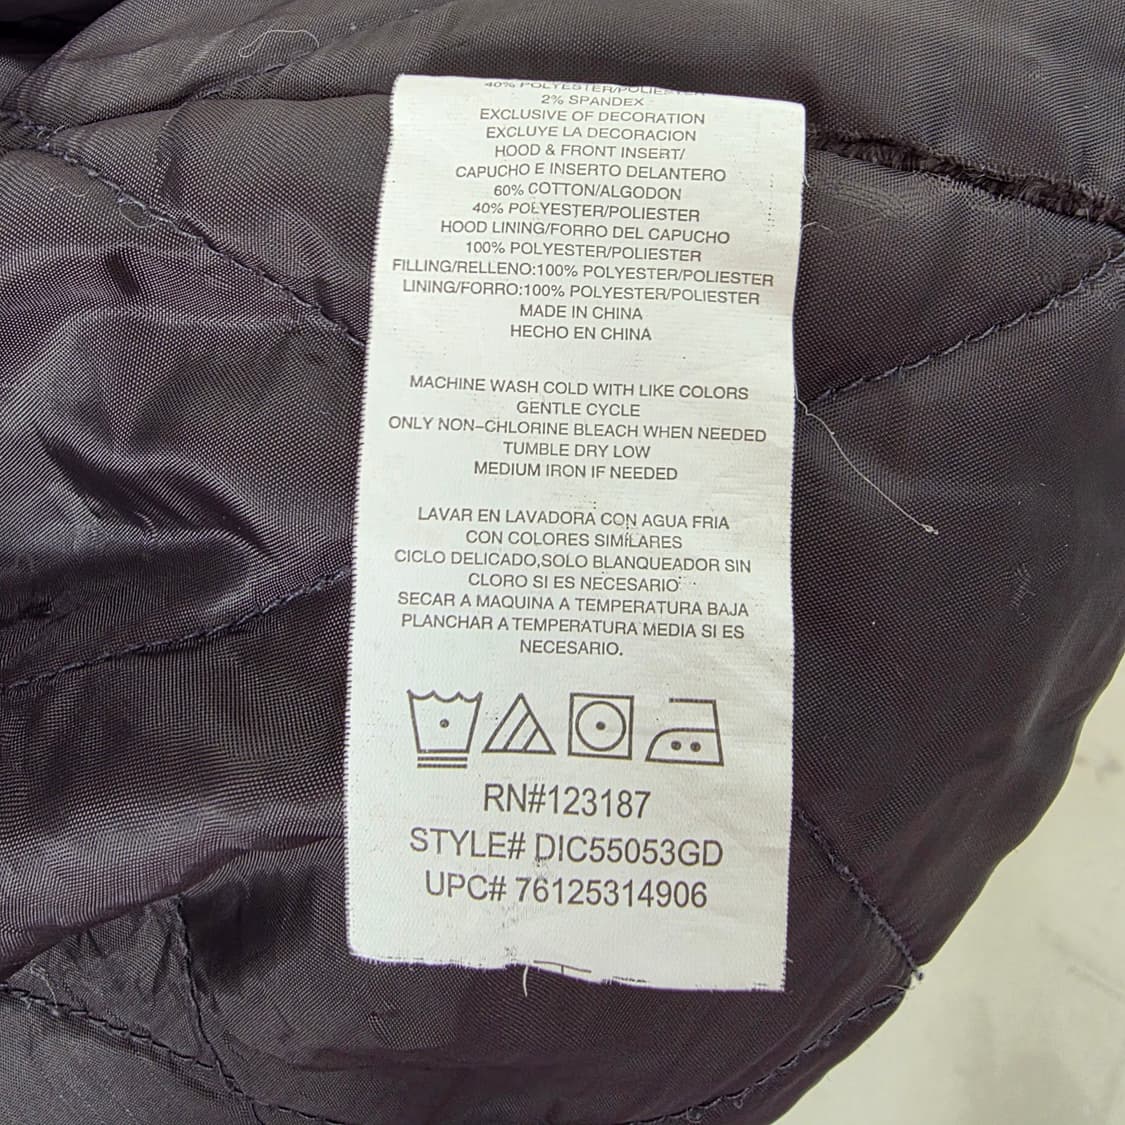 40% POLYESTER/POLIESTER
2% SPANDEX
EXCLUSIVE OF DECORATION
EXCLUYE LA DECORACION
HOOD & FRONT INSERT/
CAPUCHO E INSERTO DELANTERO
60% COTTON/ALGODON
40% POLYESTER/POLIESTER
HOOD LINING/FORRO DEL CAPUCHO
100% POLYESTER/POLIESTER
FILLING/RELLENO:100% POLYESTER/POLIESTER
LINING/FORRO:100% POLYESTER/POLIESTER
MADE IN CHINA
HECHO EN CHINA
MACHINE WASH COLD WITH LIKE COLORS
GENTLE CYCLE
ONLY NON-CHLORINE BLEACH WHEN NEEDED
TUMBLE DRY LOW
MEDIUM IRON IF NEEDED
LAVAR EN LAVADORA CON AGUA FRIA
CON COLORES SIMILARES
CICLO DELICADO,SOLO BLANQUEADOR SIN
CLORO SI ES NECESARIO
SECAR A MAQUINA A TEMPERATURA BAJA
PLANCHAR A TEMPERATURA MEDIA SI ES
NECESARIO.
RN#123187
STYLE# DIC55053GD
UPC# 76125314906